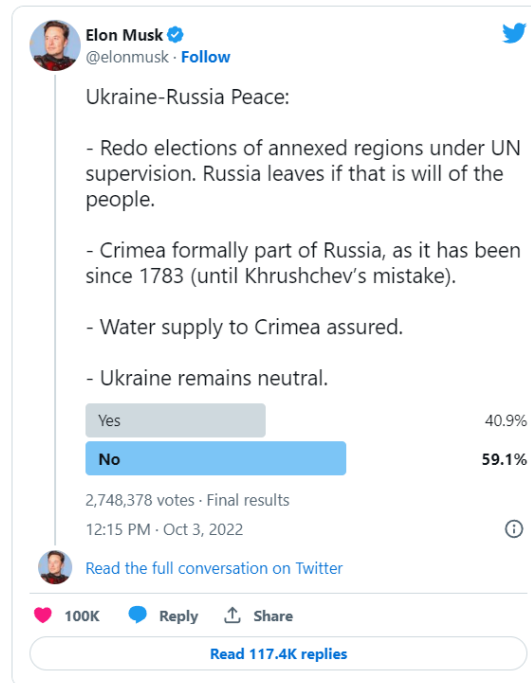 Elon Musk
@elonmusk · Follow
Ukraine-Russia Peace:
- Redo elections of annexed regions under UN
supervision. Russia leaves if that is will of the
people.
- Crimea formally part of Russia, as it has been
since 1783 (until Khrushchev’s mistake).
- Water supply to Crimea assured.
- Ukraine remains neutral.
Yes 40.9%
No 59.1%
2,748,378 votes · Final results
12:15 PM · Oct 3, 2022
Read the full conversation on Twitter
100K Reply Share
Read 117.4K replies